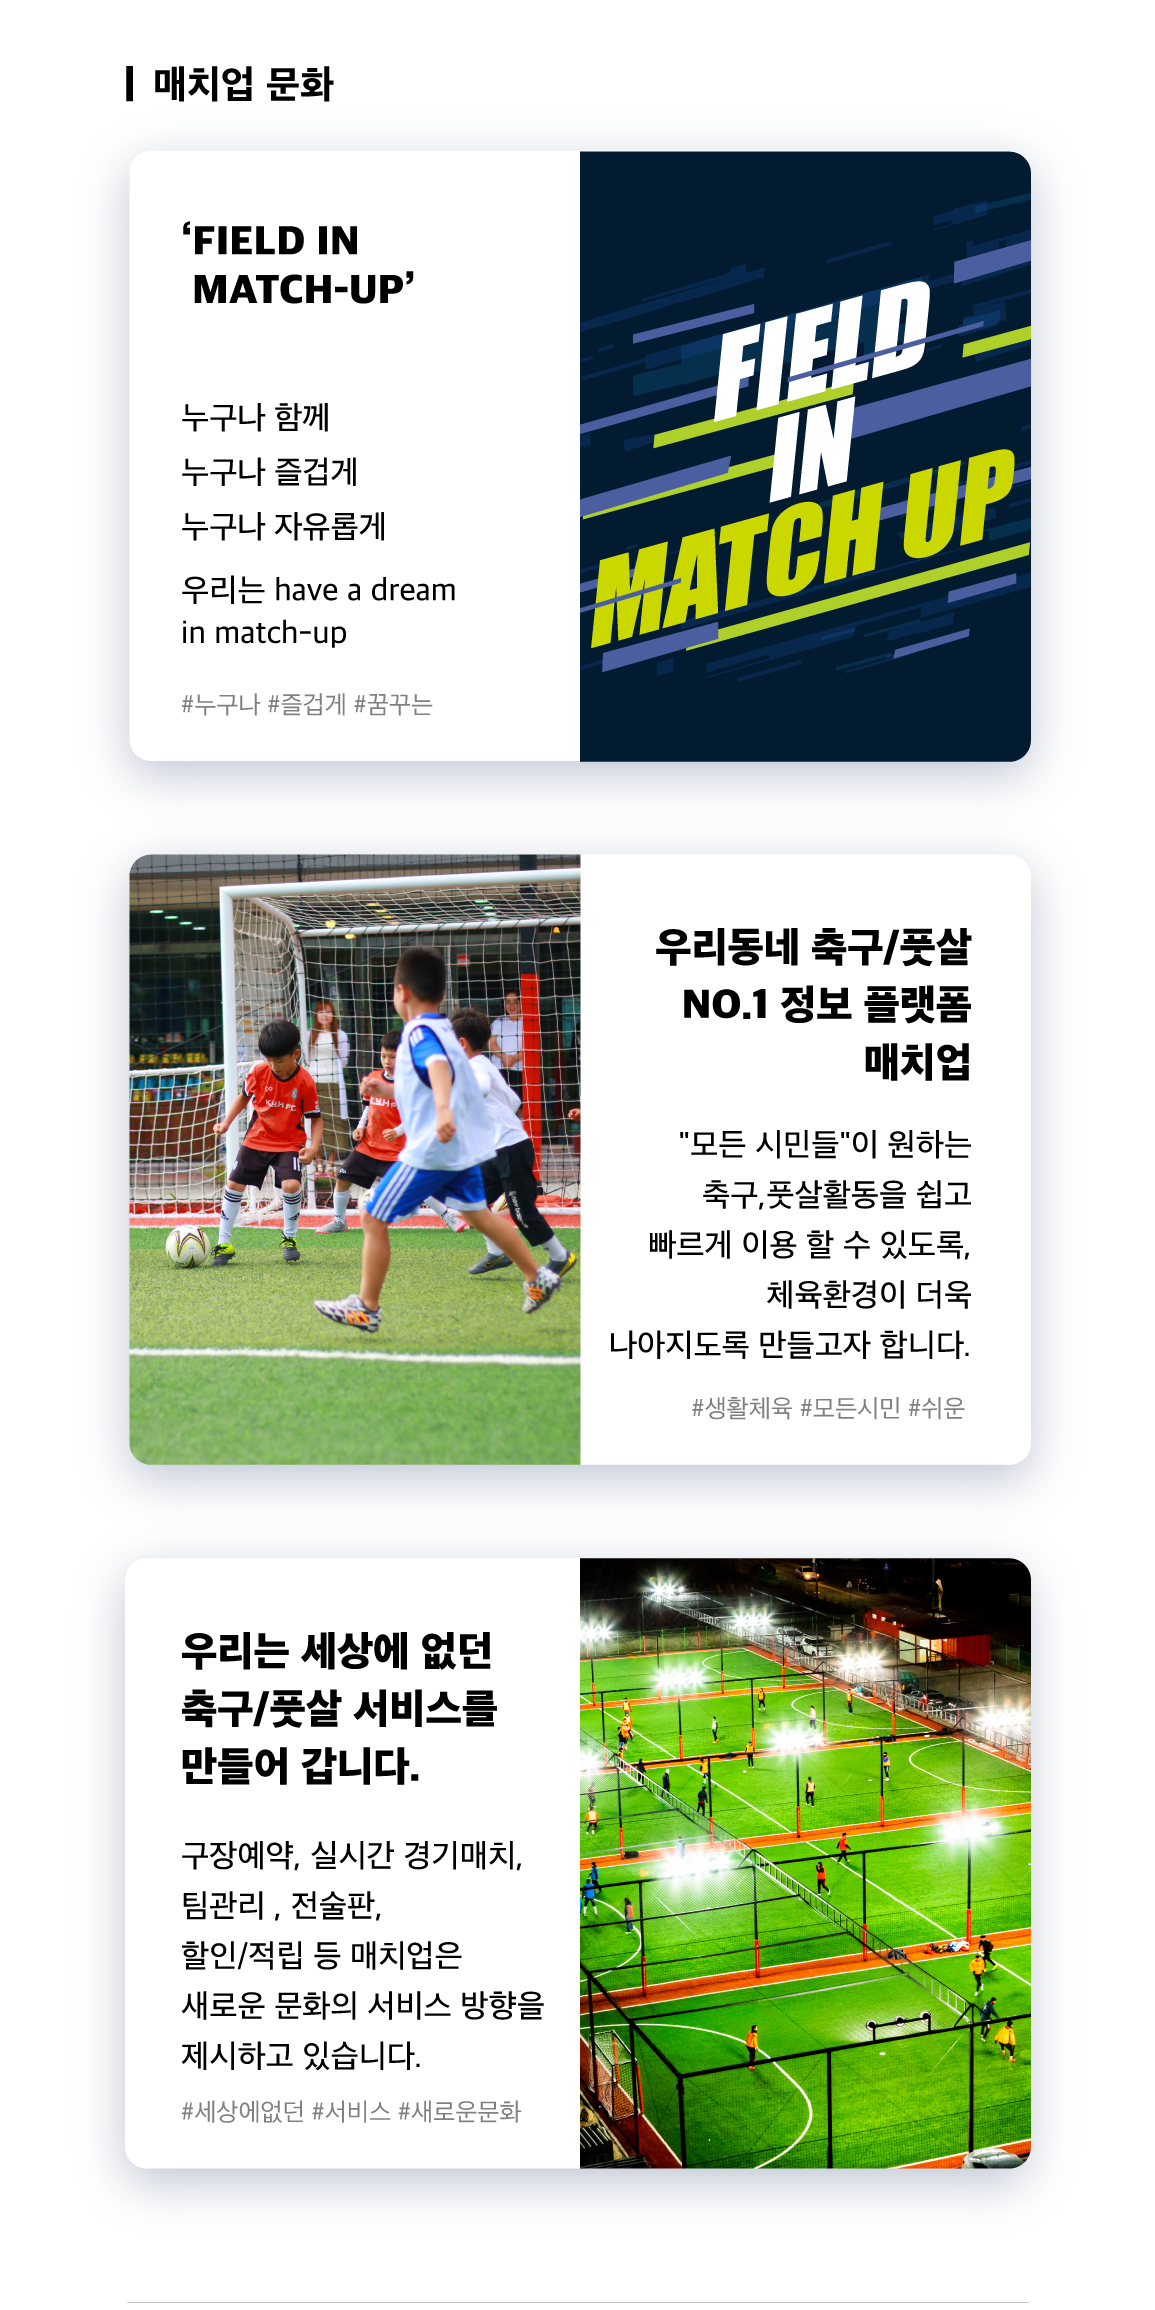 매치업 문화
‘FIELD IN
MATCH-UP’
누구나 함께
누구나 즐겁게
누구나 자유롭게
우리는 have a dream
in match-up
#누구나 #즐겁게 #꿈꾸는
FIELD
IN
MATCH UP
우리동네 축구/풋살
NO.1 정보 플랫폼
매치업
"모든 시민들"이 원하는
축구,풋살활동을 쉽고
빠르게 이용 할 수 있도록,
체육환경이 더욱
나아지도록 만들고자 합니다.
#생활체육 #모든시민 #쉬운
우리는 세상에 없던
축구/풋살 서비스를
만들어 갑니다.
구장예약, 실시간 경기매치,
팀관리 , 전술판,
할인/적립 등 매치업은
새로운 문화의 서비스 방향을
제시하고 있습니다.
#세상에없던 #서비스 #새로운문화